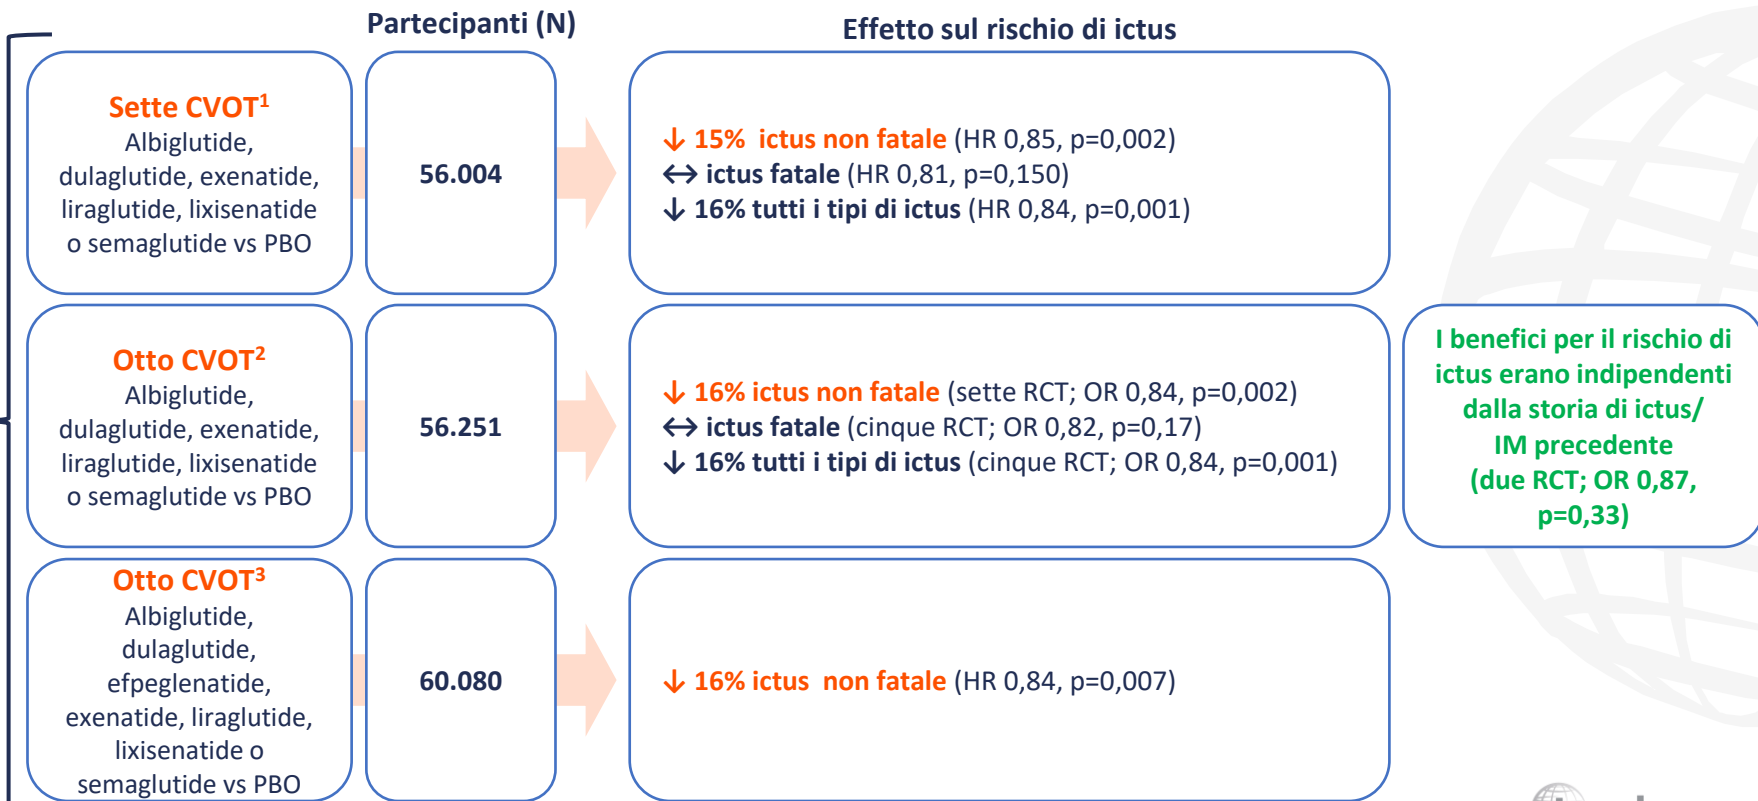 Partecipanti (N)
Effetto sul rischio di ictus
Sette CVOT¹
Albiglutide,
dulaglutide, exenatide,
liraglutide, lixisenatide
o semaglutide vs PBO
56.004
↓ 15% ictus non fatale (HR 0,85, p=0,002)
↔ ictus fatale (HR 0,81, p=0,150)
↓ 16% tutti i tipi di ictus (HR 0,84, p=0,001)
Otto CVOT²
Albiglutide,
dulaglutide, exenatide,
liraglutide, lixisenatide
o semaglutide vs PBO
56.251
↓ 16% ictus non fatale (sette RCT; OR 0,84, p=0,002)
↔ ictus fatale (cinque RCT; OR 0,82, p=0,17)
↓ 16% tutti i tipi di ictus (cinque RCT; OR 0,84, p=0,001)
I benefici per il rischio di
ictus erano indipendenti
dalla storia di ictus/
IM precedente
(due RCT; OR 0,87,
p=0,33)
Otto CVOT³
Albiglutide,
dulaglutide,
efpeglenatide,
exenatide, liraglutide,
lixisenatide o
semaglutide vs PBO
60.080
↓ 16% ictus non fatale (HR 0,84, p=0,007)